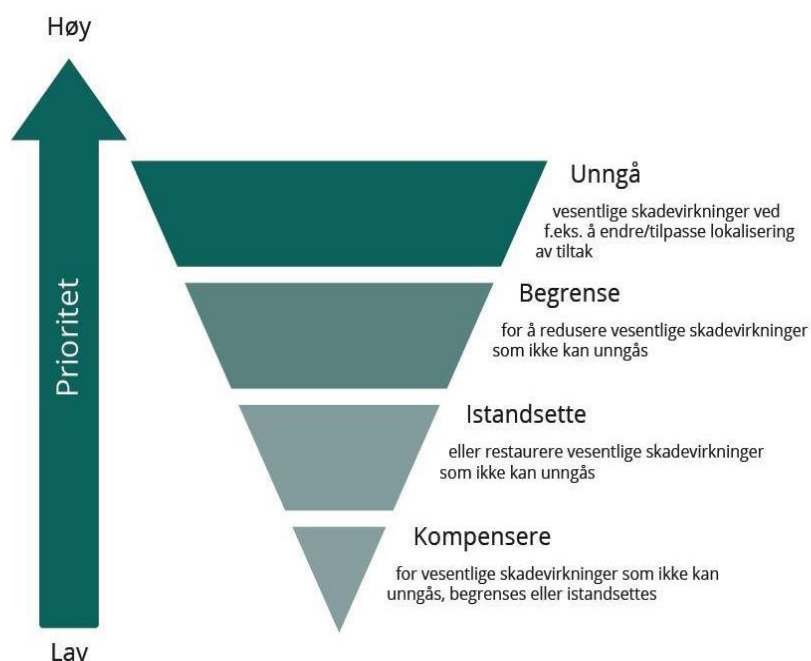 Høy
Prioritet
Unngå
vesentlige skadevirkninger ved
f.eks. å endre/tilpasse lokalisering
av tiltak
Begrense
for å redusere vesentlige skadevirkninger
som ikke kan unngås
Istandsette
eller restaurere vesentlige skadevirkninger
som ikke kan unngås
Kompensere
for vesentlige skadevirkninger som ikke kan
unngås, begrenses eller istandsettes
Lav